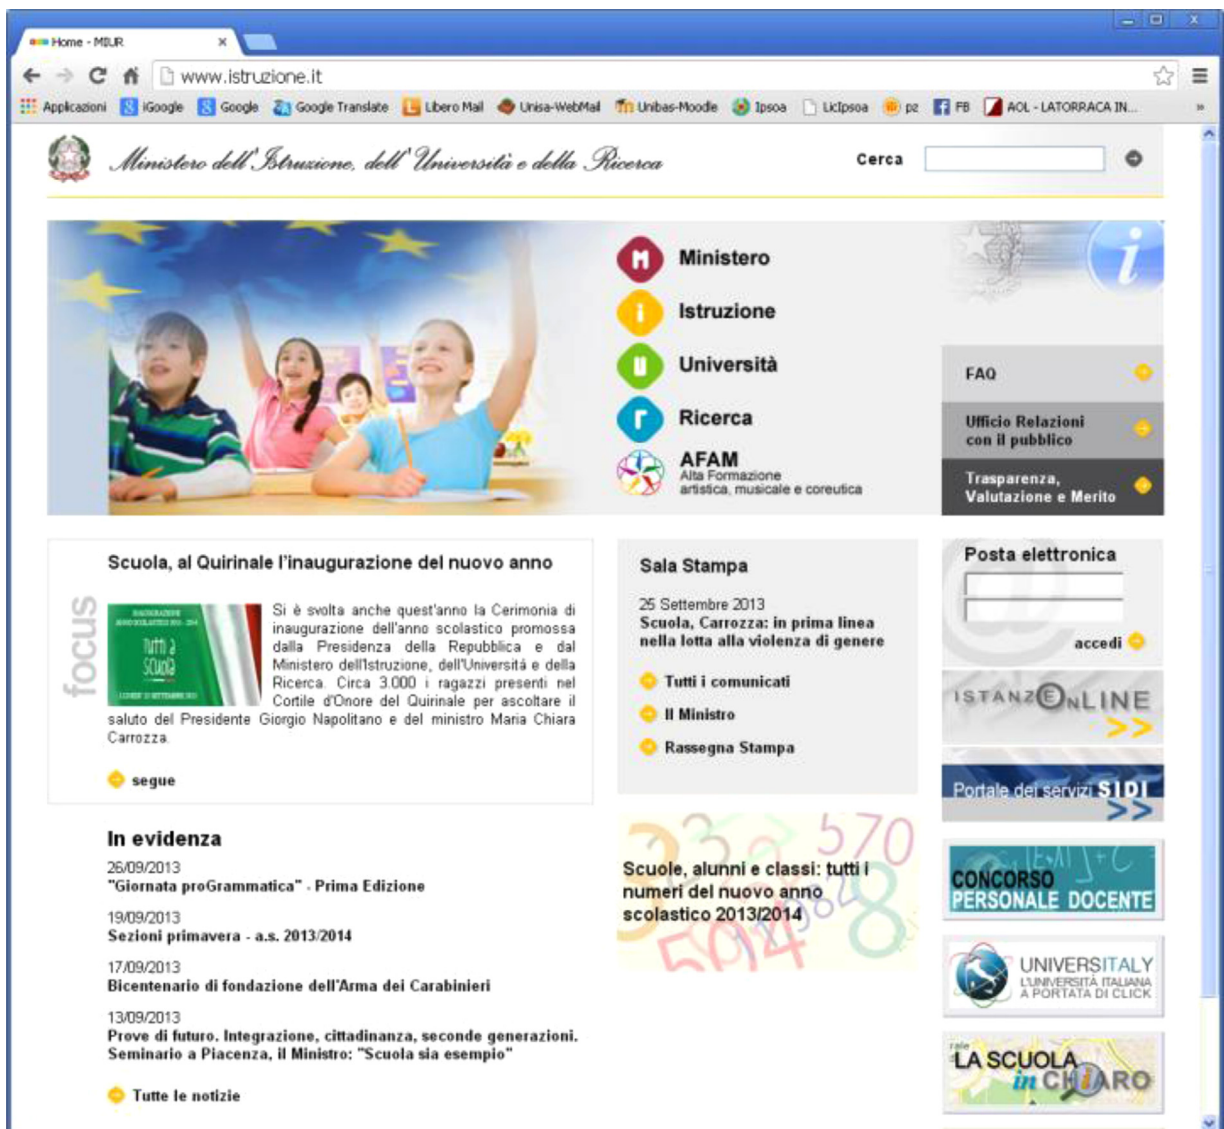 Home - MIUR
www.istruzione.it
Applicazioni iGoogle Google Google Translate Libero Mail Unisa-WebMail Unibas-Moodle Ipsoa LicIpsoa pz FB AOL - LATORRACA IN...
Ministero dell'Istruzione, dell'Università e della Ricerca
Cerca
Ministero
Istruzione
Università
Ricerca
AFAM
Alta Formazione
artistica, musicale e coreutica
FAQ
Ufficio Relazioni
con il pubblico
Trasparenza,
Valutazione e Merito
focus
Scuola, al Quirinale l'inaugurazione del nuovo anno
INAUGURAZIONE
ANNO SCOLASTICO 2013 - 2014
TUTTI A
SCUOLA
LUNEDI' 23 SETTEMBRE 2013
Si è svolta anche quest'anno la Cerimonia di
inaugurazione dell'anno scolastico promossa
dalla Presidenza della Repubblica e dal
Ministero dell'Istruzione, dell'Università e della
Ricerca. Circa 3.000 i ragazzi presenti nel
Cortile d'Onore del Quirinale per ascoltare il
saluto del Presidente Giorgio Napolitano e del ministro Maria Chiara
Carrozza.
segue
In evidenza
26/09/2013
"Giornata proGrammatica" - Prima Edizione
19/09/2013
Sezioni primavera - a.s. 2013/2014
17/09/2013
Bicentenario di fondazione dell'Arma dei Carabinieri
13/09/2013
Prove di futuro. Integrazione, cittadinanza, seconde generazioni.
Seminario a Piacenza, il Ministro: "Scuola sia esempio"
Tutte le notizie
Sala Stampa
25 Settembre 2013
Scuola, Carrozza: in prima linea
nella lotta alla violenza di genere
Tutti i comunicati
Il Ministro
Rassegna Stampa
Scuole, alunni e classi: tutti i
numeri del nuovo anno
scolastico 2013/2014
Posta elettronica
accedi
ISTANZE ONLINE
>>
Portale dei servizi SIDI
>>
CONCORSO
PERSONALE DOCENTE
UNIVERSITALY
L'UNIVERSITÀ ITALIANA
A PORTATA DI CLICK
LA SCUOLA
in CHIARO